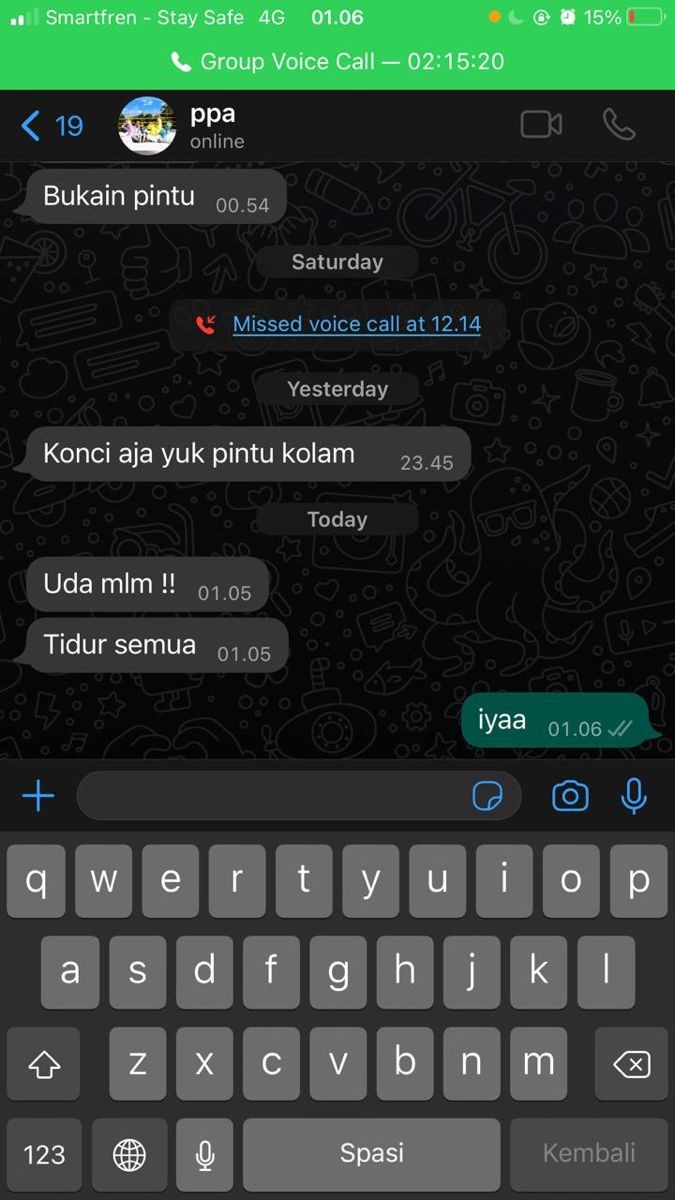 Smartfren - Stay Safe 4G 01.06 15%
Group Voice Call — 02:15:20
19 ppa
online
Bukain pintu 00.54
Saturday
Missed voice call at 12.14
Yesterday
Konci aja yuk pintu kolam 23.45
Today
Uda mlm !! 01.05
Tidur semua 01.05
iyaa 01.06
q w e r t y u i o p
a s d f g h j k l
z x c v b n m
123 Spasi Kembali